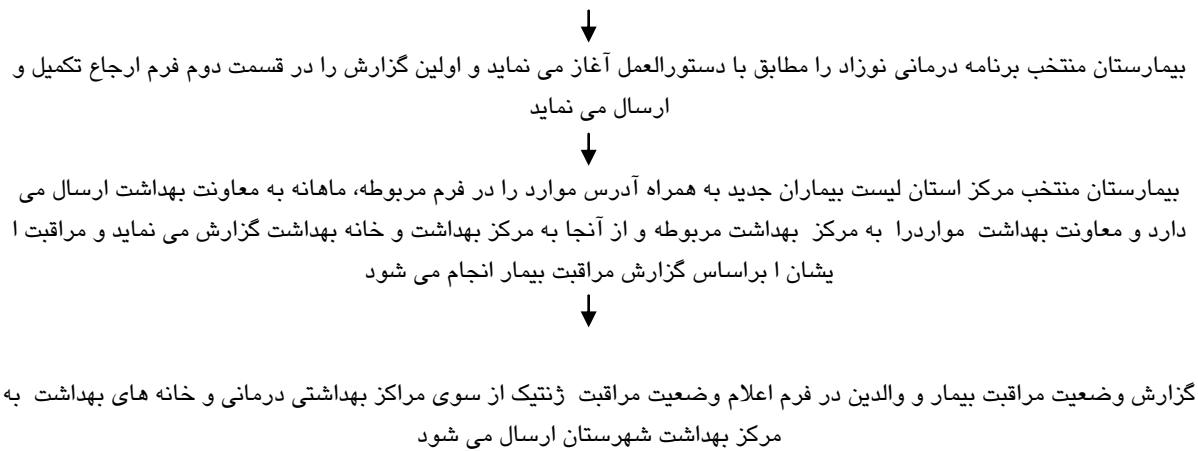 بیمارستان منتخب برنامه درمانی نوزاد را مطابق با دستورالعمل آغاز می نماید و اولین گزارش را در قسمت دوم فرم ارجاع تکمیل و
ارسال می نماید
بیمارستان منتخب مرکز استان لیست بیماران جدید به همراه آدرس موارد را در فرم مربوطه، ماهانه به معاونت بهداشت ارسال می
دارد و معاونت بهداشت مواردرا به مرکز بهداشت مربوطه و از آنجا به مرکز بهداشت و خانه بهداشت گزارش می نماید و مراقبت ا
یشان ا براساس گزارش مراقبت بیمار انجام می شود
گزارش وضعیت مراقبت بیمار و والدین در فرم اعلام وضعیت مراقبت ژنتیک از سوی مراکز بهداشتی درمانی و خانه های بهداشت به
مرکز بهداشت شهرستان ارسال می شود